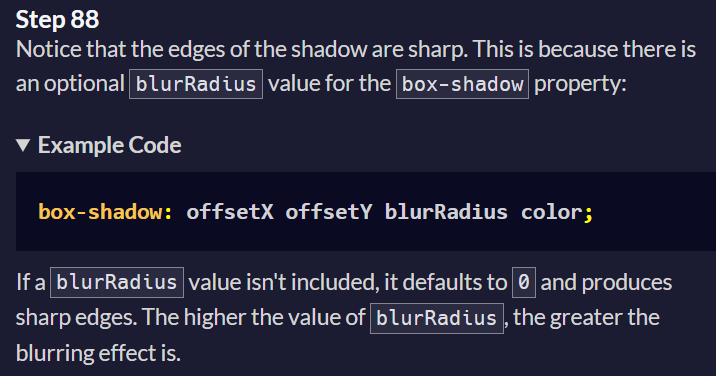 Step 88
Notice that the edges of the shadow are sharp. This is because there is
an optional blurRadius value for the box-shadow property:
▼ Example Code
box-shadow: offsetX offsetY blurRadius color;
If a blurRadius value isn't included, it defaults to 0 and produces
sharp edges. The higher the value of blurRadius, the greater the
blurring effect is.